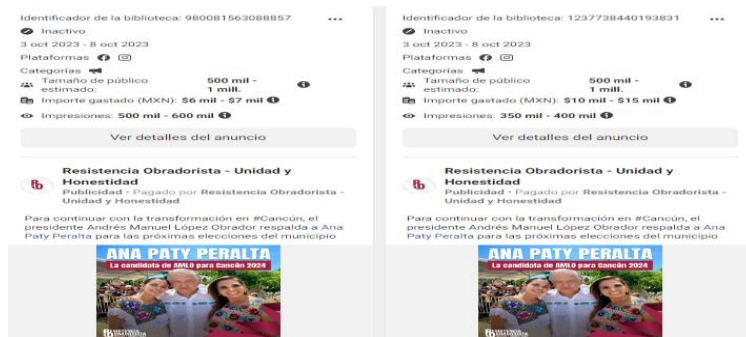 Identificador de la biblioteca: 980081563088857
Inactivo
3 oct 2023 - 8 oct 2023
Plataformas
Categorías
Tamaño de público estimado: 500 mil - 1 mill.
Importe gastado (MXN): $6 mil - $7 mil
Impresiones: 500 mil - 600 mil
Ver detalles del anuncio
Resistencia Obradorista - Unidad y
Honestidad
Publicidad · Pagado por Resistencia Obradorista -
Unidad y Honestidad
Para continuar con la transformación en #Cancún, el
presidente Andrés Manuel López Obrador respalda a Ana
Paty Peralta para las próximas elecciones del municipio
ANA PATY PERALTA
La candidata de AMLO para Cancún 2024
RESISTENCIA
OBRADORISTA
Identificador de la biblioteca: 1237738440193831
Inactivo
3 oct 2023 - 8 oct 2023
Plataformas
Categorías
Tamaño de público estimado: 500 mil - 1 mill.
Importe gastado (MXN): $10 mil - $15 mil
Impresiones: 350 mil - 400 mil
Ver detalles del anuncio
Resistencia Obradorista - Unidad y
Honestidad
Publicidad · Pagado por Resistencia Obradorista -
Unidad y Honestidad
Para continuar con la transformación en #Cancún, el
presidente Andrés Manuel López Obrador respalda a Ana
Paty Peralta para las próximas elecciones del municipio
ANA PATY PERALTA
La candidata de AMLO para Cancún 2024
RESISTENCIA
OBRADORISTA